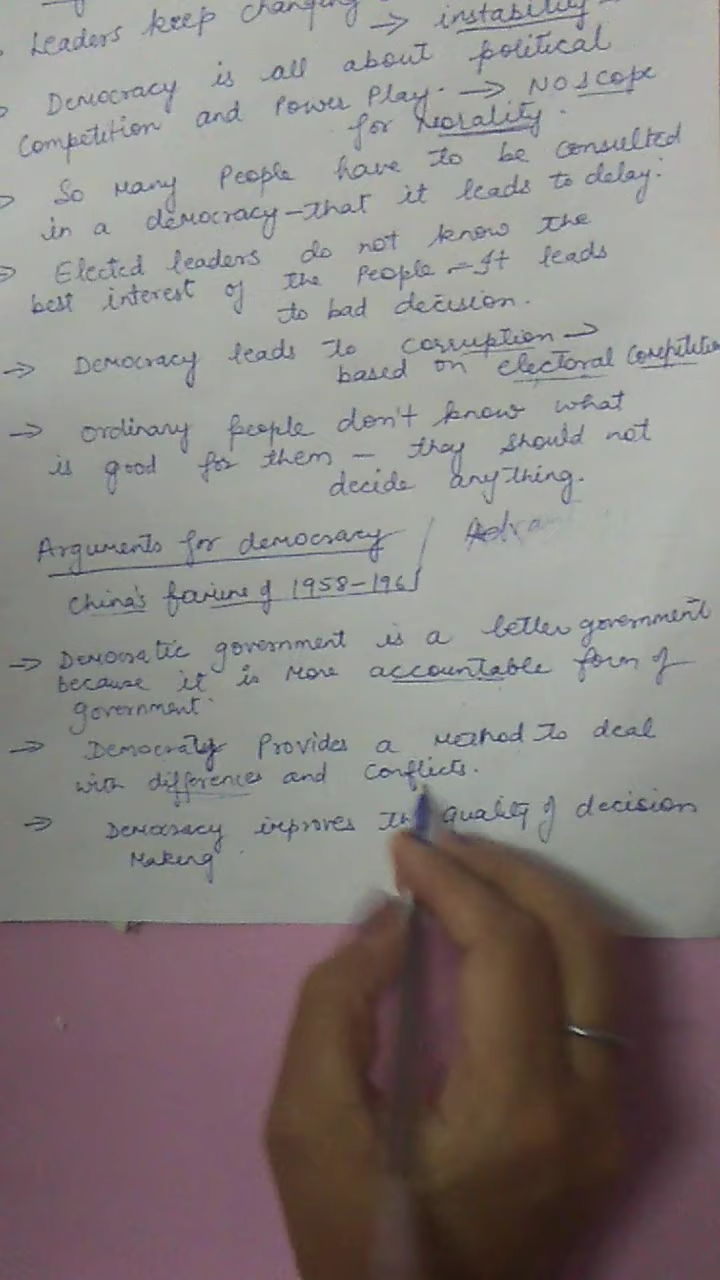 Leaders keep changing → instability
Democracy is all about political
Competition and Power Play. → No scope
for Morality.
So Many People have to be consulted
in a democracy - that it leads to delay.
Elected leaders do not know the
best interest of the People - It leads
to bad decision.
→ Democracy leads to corruption →
based on electoral Competition
→ ordinary people don't know what
is good for them - they should not
decide anything.
Arguments for democracy /
China's famine of 1958-1961
→ Democratic government is a better government
because it is More accountable form of
government.
→ Democracy Provides a Method to deal
with differences and Conflicts.
→ Democracy improves the quality of decision
Making